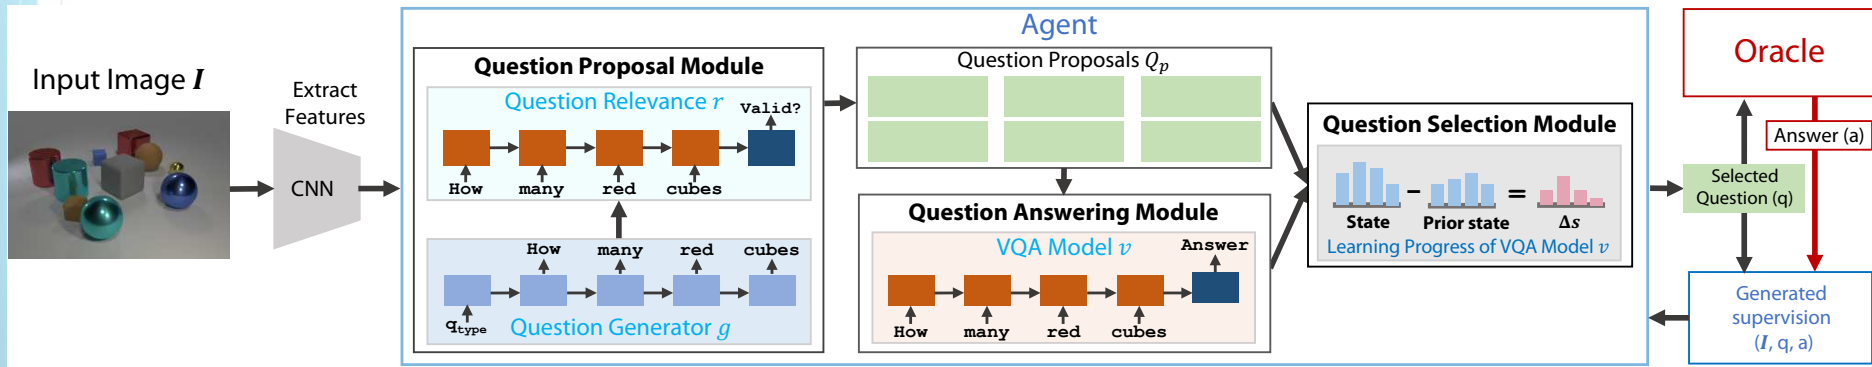 Input Image I
Extract
Features
CNN
Agent
Question Proposal Module
Question Relevance r
Valid?
How many red cubes
How many red cubes
q_type
Question Generator g
Question Proposals Q_p
Question Answering Module
VQA Model v
Answer
How many red cubes
Question Selection Module
State − Prior state = Δs
Learning Progress of VQA Model v
Oracle
Answer (a)
Selected
Question (q)
Generated
supervision
(I, q, a)